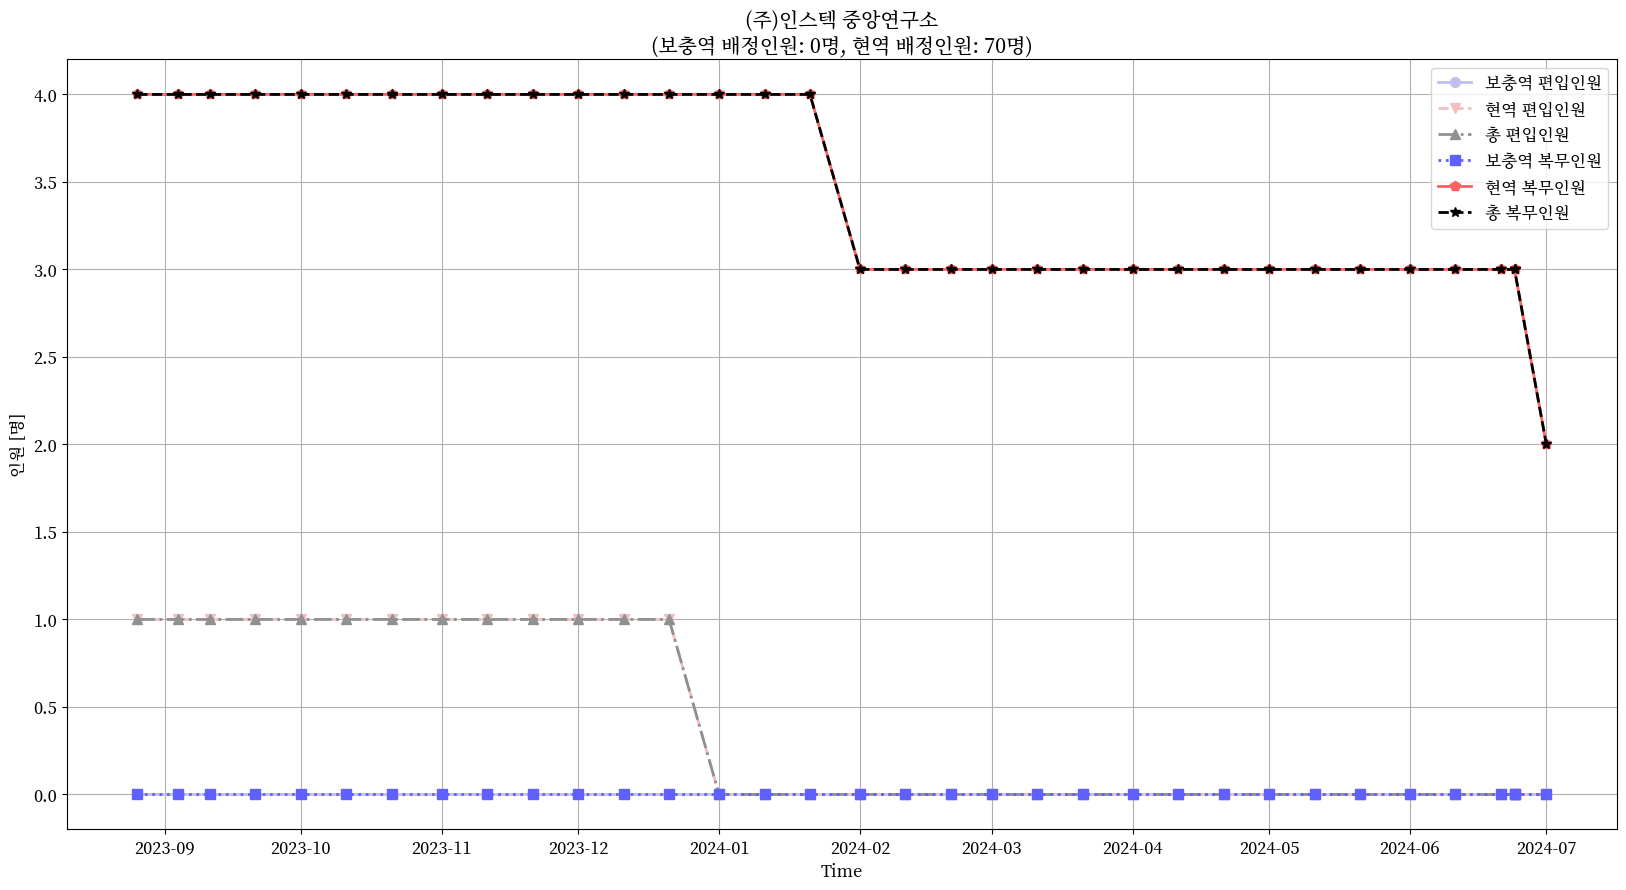 (주)인스텍 중앙연구소
(보충역 배정인원: 0명, 현역 배정인원: 70명)
보충역 편입인원
현역 편입인원
총 편입인원
보충역 복무인원
현역 복무인원
총 복무인원
4.0
3.5
3.0
2.5
2.0
1.5
1.0
0.5
0.0
인원 [명]
2023-09 2023-10 2023-11 2023-12 2024-01 2024-02 2024-03 2024-04 2024-05 2024-06 2024-07
Time